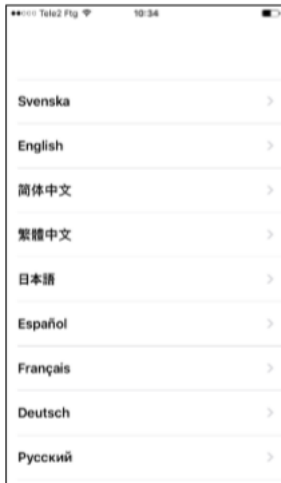 Tele2 Ftg 10:34
Svenska
English
简体中文
繁體中文
日本語
Español
Français
Deutsch
Русский